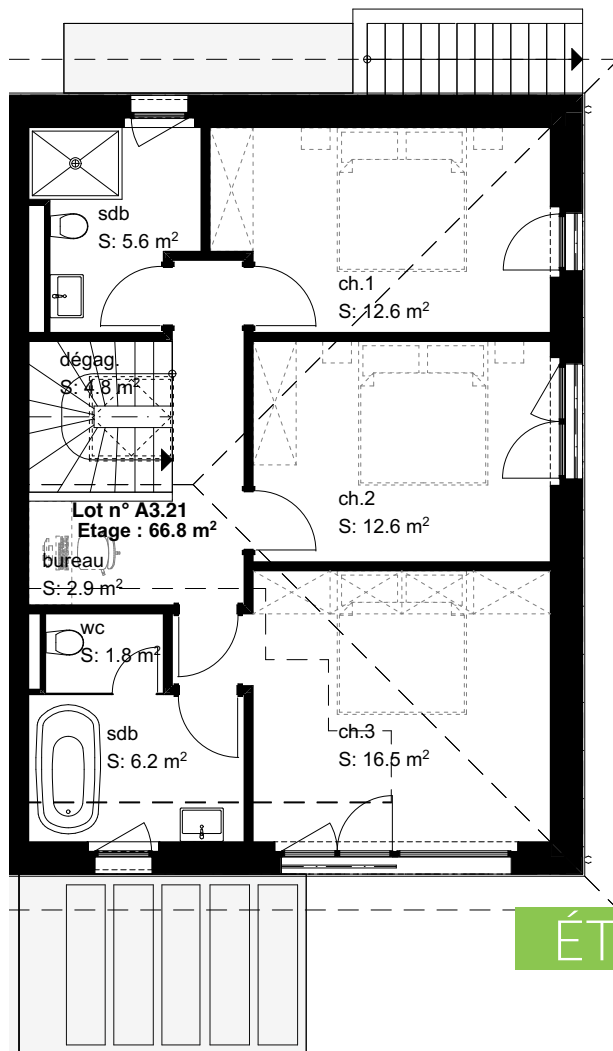 sdb
S: 5.6 m²
ch.1
S: 12.6 m²
dégag.
S: 4.8 m²
ch.2
S: 12.6 m²
Lot n° A3.21
Etage : 66.8 m²
bureau
S: 2.9 m²
wc
S: 1.8 m²
sdb
S: 6.2 m²
ch.3
S: 16.5 m²
ÉT